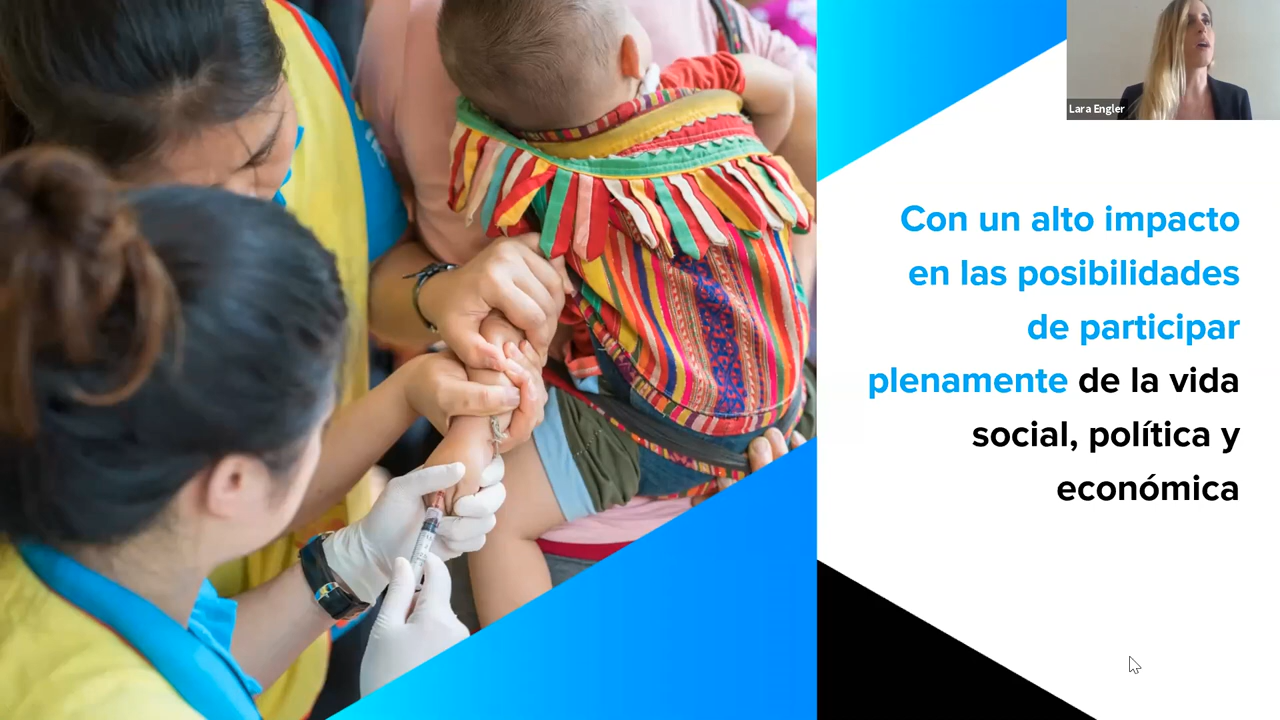 Lara Engler
Con un alto impacto
en las posibilidades
de participar
plenamente de la vida
social, política y
económica